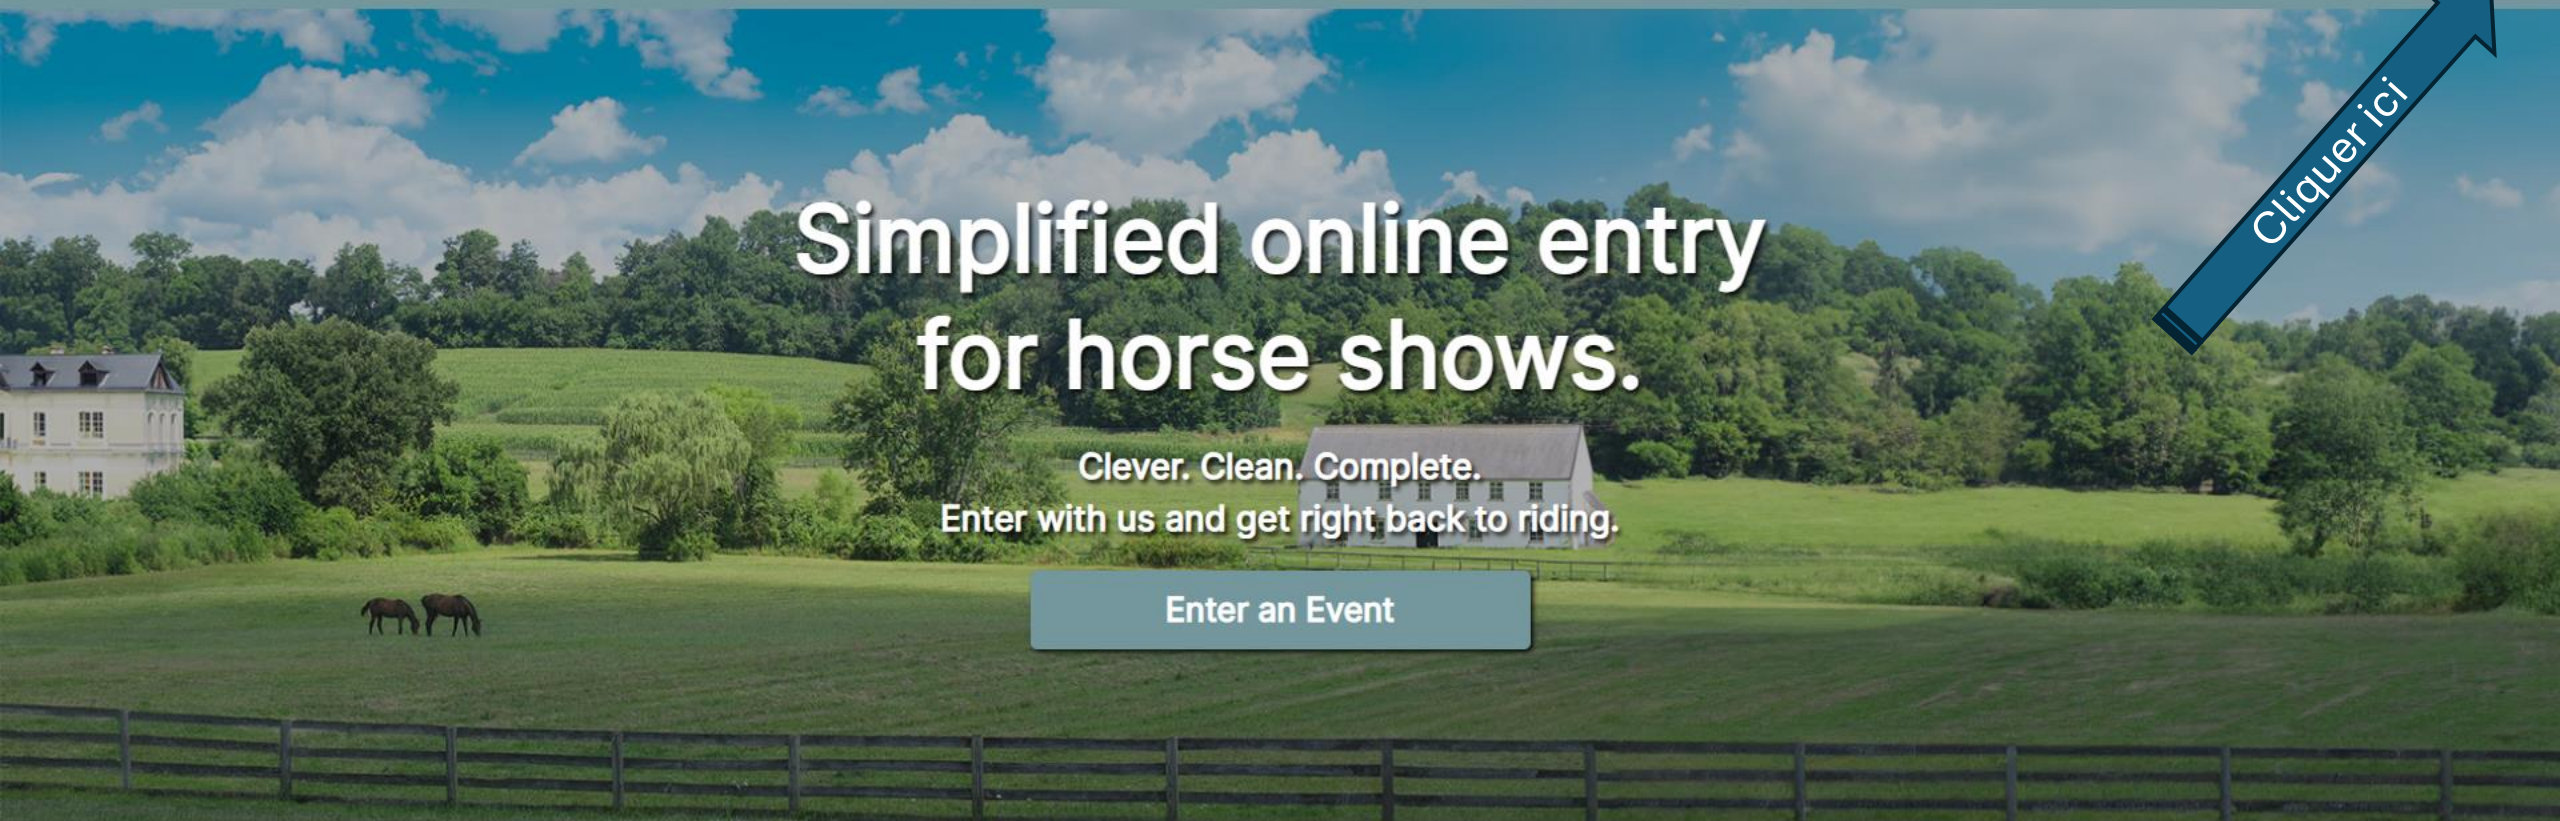 Cliquer ici
Simplified online entry
for horse shows.
Clever. Clean. Complete.
Enter with us and get right back to riding.
Enter an Event